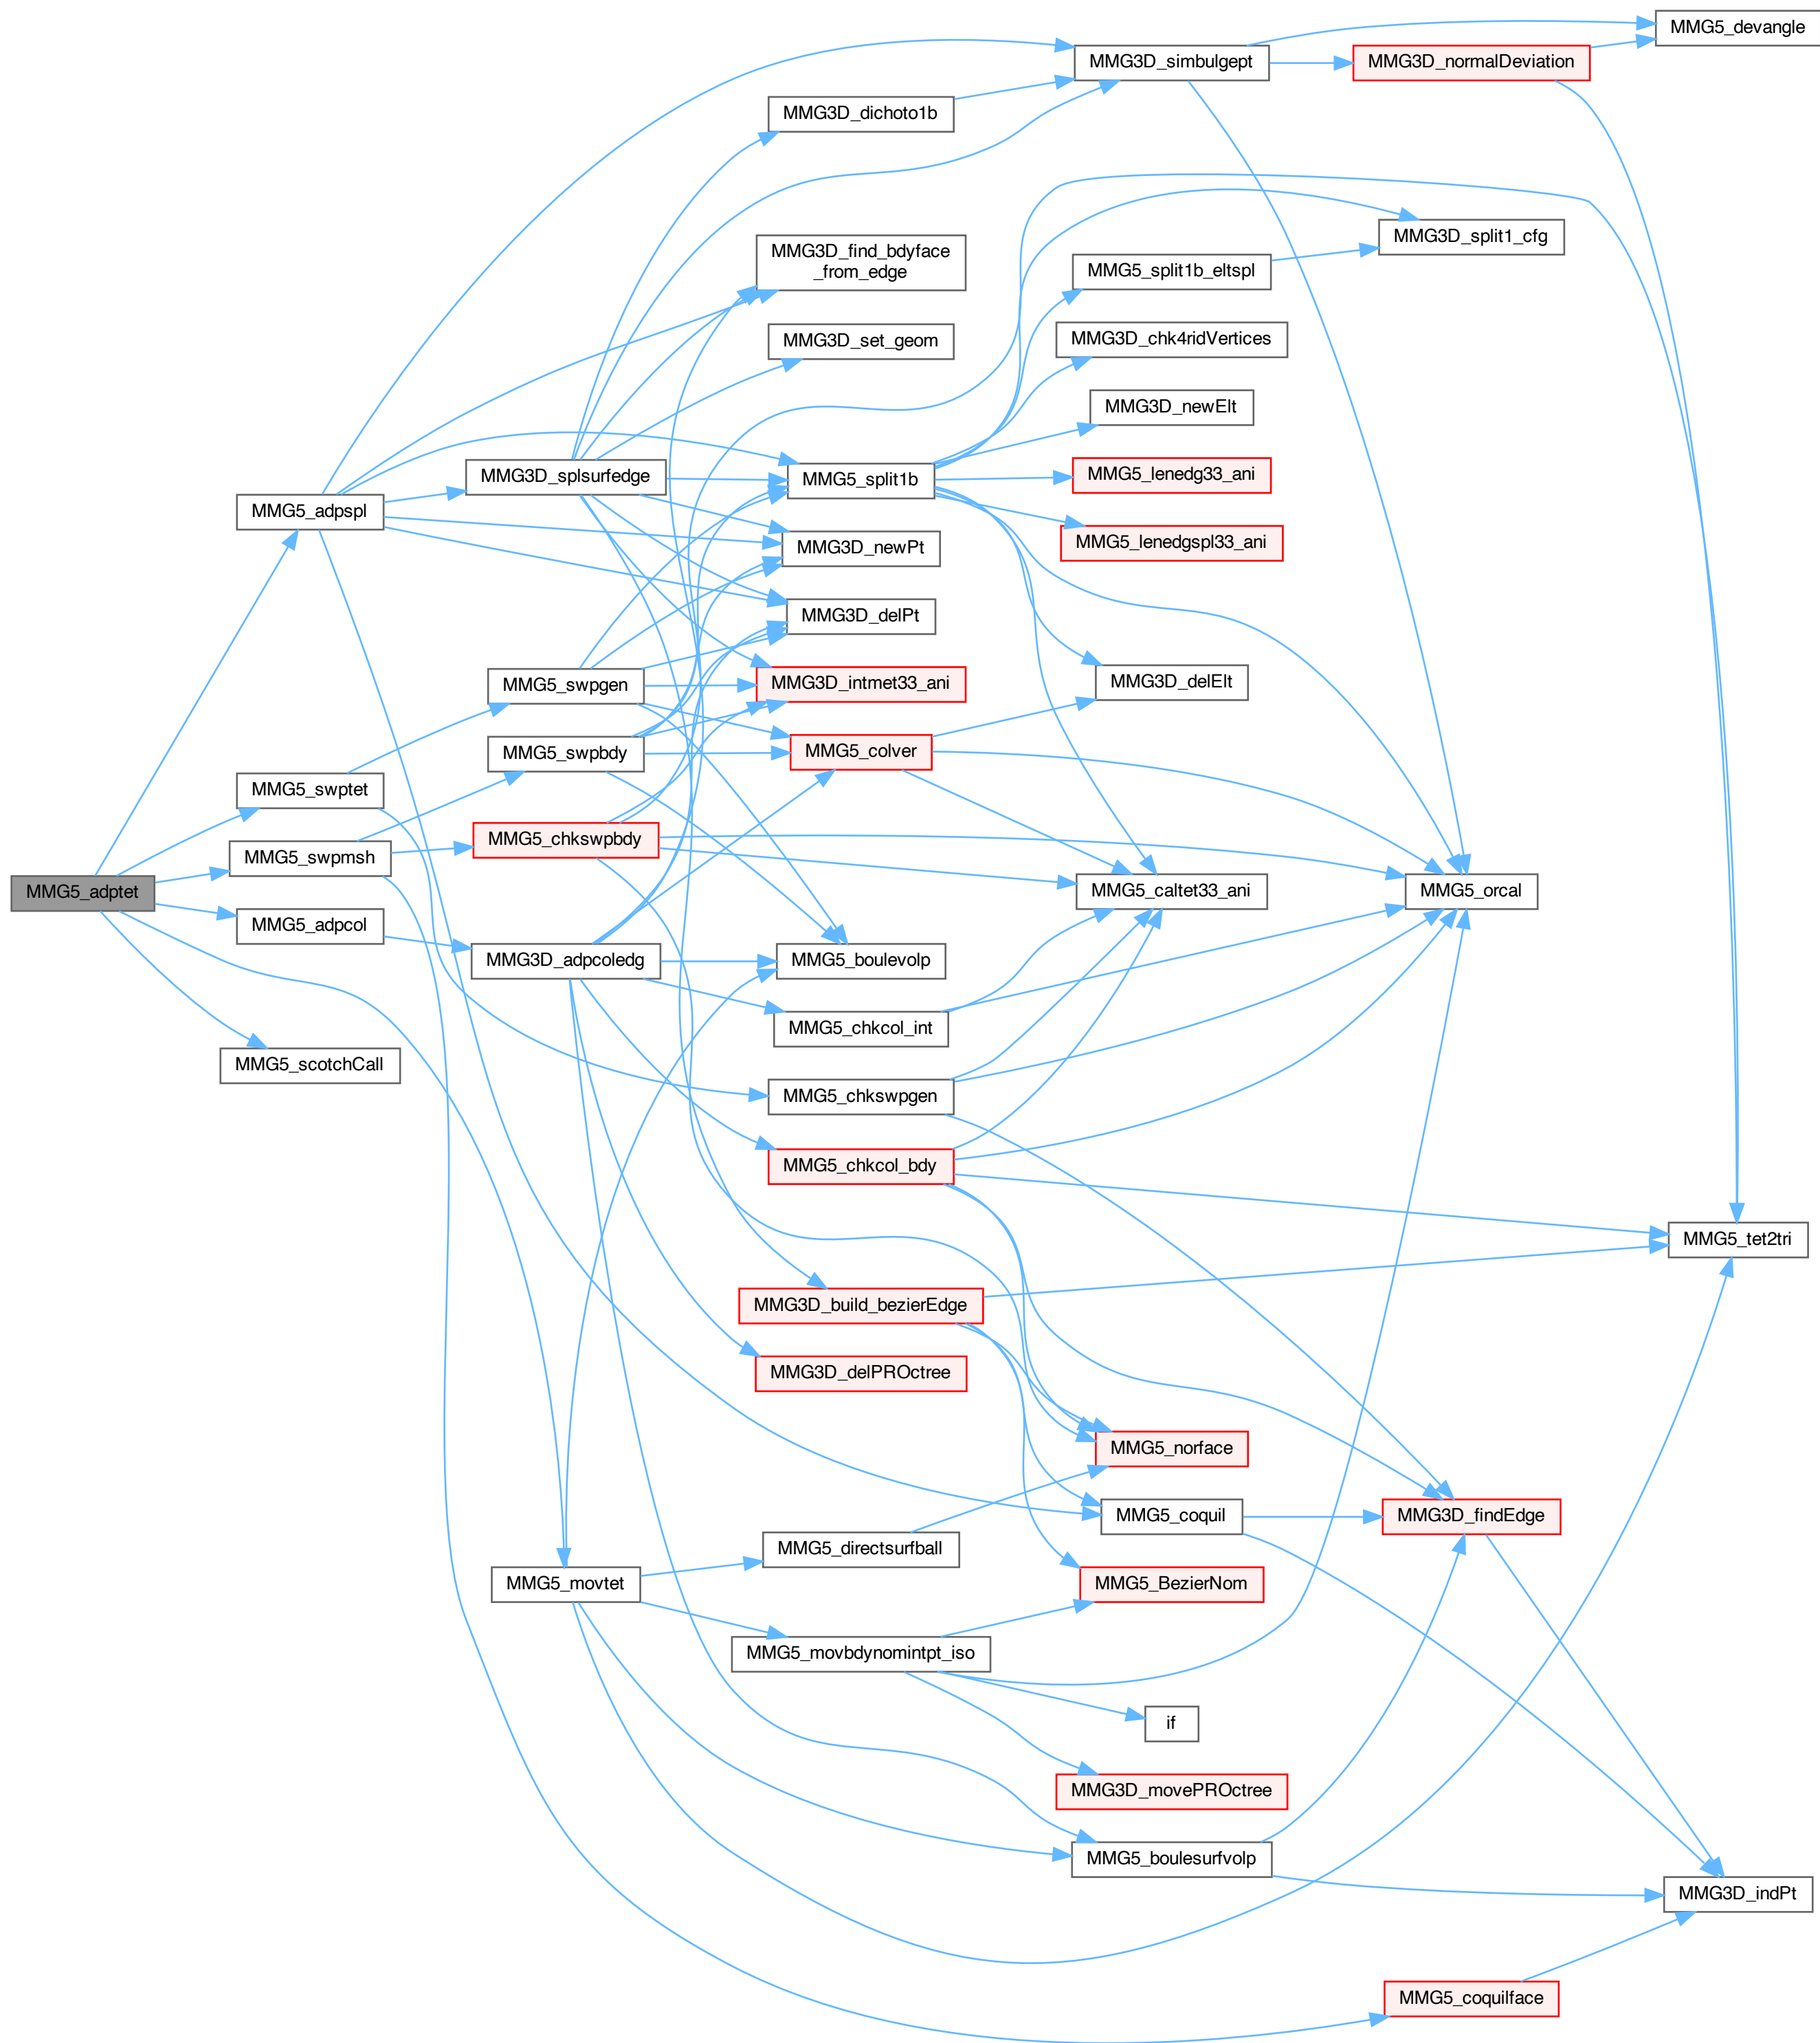 MMG5_devangle
MMG3D_simbulgept
MMG3D_normalDeviation
MMG3D_dichoto1b
MMG3D_find_bdyface
_from_edge
MMG3D_split1_cfg
MMG5_split1b_eltspl
MMG3D_set_geom
MMG3D_chk4ridVertices
MMG3D_newElt
MMG3D_splsurfedge
MMG5_split1b
MMG5_lenedg33_ani
MMG5_adpspl
MMG3D_newPt
MMG5_lenedgspl33_ani
MMG3D_delPt
MMG5_swpgen
MMG3D_intmet33_ani
MMG3D_delElt
MMG5_swpbdy
MMG5_colver
MMG5_swptet
MMG5_chkswpbdy
MMG5_swpmsh
MMG5_adptet
MMG5_caltet33_ani
MMG5_orcal
MMG5_adpcol
MMG3D_adpcoledg
MMG5_boulevolp
MMG5_chkcol_int
MMG5_scotchCall
MMG5_chkswpgen
MMG5_chkcol_bdy
MMG5_tet2tri
MMG3D_build_bezierEdge
MMG3D_delPROctree
MMG5_norface
MMG5_coquil
MMG3D_findEdge
MMG5_directsurfball
MMG5_movtet
MMG5_BezierNom
MMG5_movbdynomintpt_iso
if
MMG3D_movePROctree
MMG5_boulesurfvolp
MMG3D_indPt
MMG5_coquilface